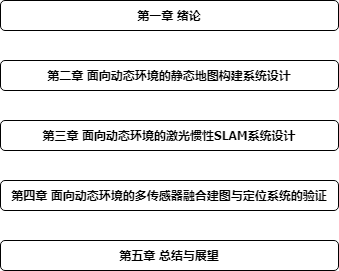 第一章 绪论
第二章 面向动态环境的静态地图构建系统设计
第三章 面向动态环境的激光惯性SLAM系统设计
第四章 面向动态环境的多传感器融合建图与定位系统的验证
第五章 总结与展望